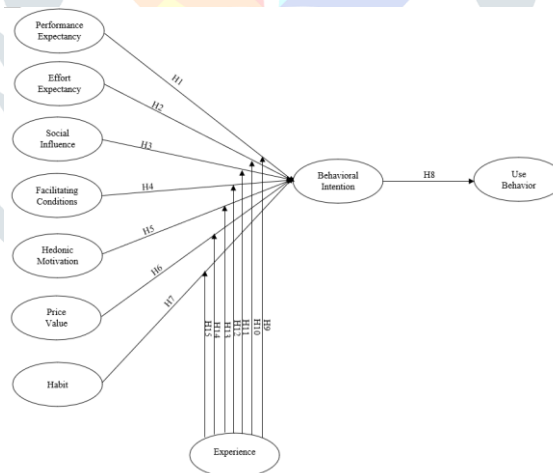 Performance
Expectancy
Effort
Expectancy
Social
Influence
Facilitating
Conditions
Hedonic
Motivation
Price
Value
Habit
H1
H2
H3
H4
H5
H6
H7
Behavioral
Intention
H8
Use
Behavior
H15
H14
H13
H12
H11
H10
H9
Experience